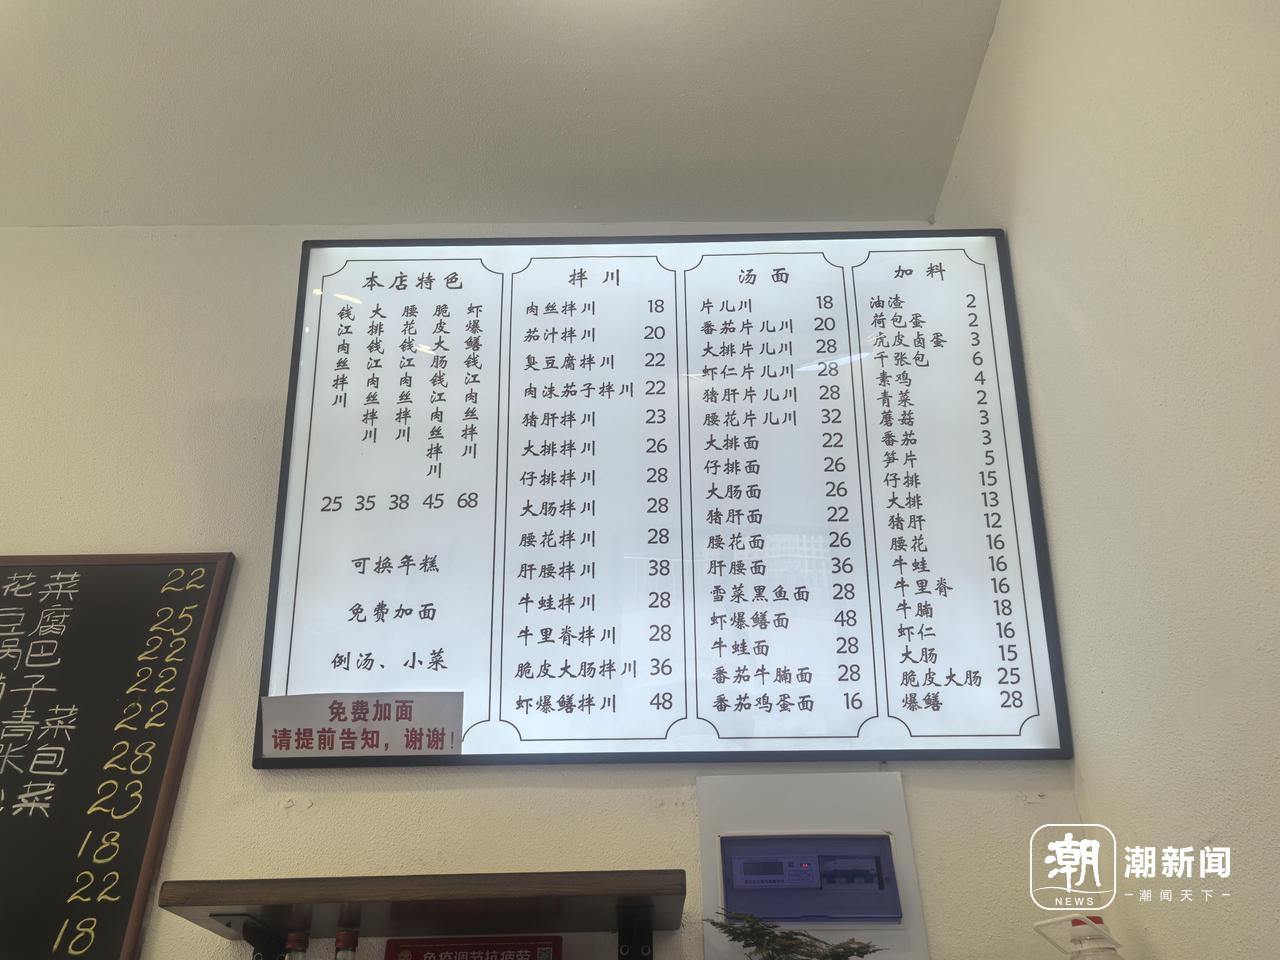 本店特色
钱江肉丝拌川 25
大排钱江肉丝拌川 35
腰花钱江肉丝拌川 38
脆皮大肠钱江肉丝拌川 45
虾爆鳝钱江肉丝拌川 68
可换年糕
免费加面
例汤、小菜
免费加面
请提前告知，谢谢！
拌川
肉丝拌川 18
茄汁拌川 20
臭豆腐拌川 22
肉沫茄子拌川 22
猪肝拌川 23
大排拌川 26
仔排拌川 28
大肠拌川 28
腰花拌川 28
肝腰拌川 38
牛蛙拌川 28
牛里脊拌川 28
脆皮大肠拌川 36
虾爆鳝拌川 48
汤面
片儿川 18
番茄片儿川 20
大排片儿川 28
虾仁片儿川 28
猪肝片儿川 28
腰花片儿川 32
大排面 22
仔排面 26
大肠面 26
猪肝面 22
腰花面 26
肝腰面 36
雪菜黑鱼面 28
虾爆鳝面 48
牛蛙面 28
番茄牛腩面 28
番茄鸡蛋面 16
加料
油渣 2
荷包蛋 2
虎皮卤蛋 3
千张包 6
素鸡 4
青菜 2
蘑菇 3
番茄 3
笋片 5
仔排 15
大排 13
猪肝 12
腰花 16
牛蛙 16
牛里脊 16
牛腩 18
虾仁 16
大肠 15
脆皮大肠 25
爆鳝 28
花菜 22
豆腐 25
锅巴 22
子 22
青菜 22
张包 28
菜 23
18
22
18
免疫调节抗疲劳
潮
NEWS
潮新闻
潮闻天下